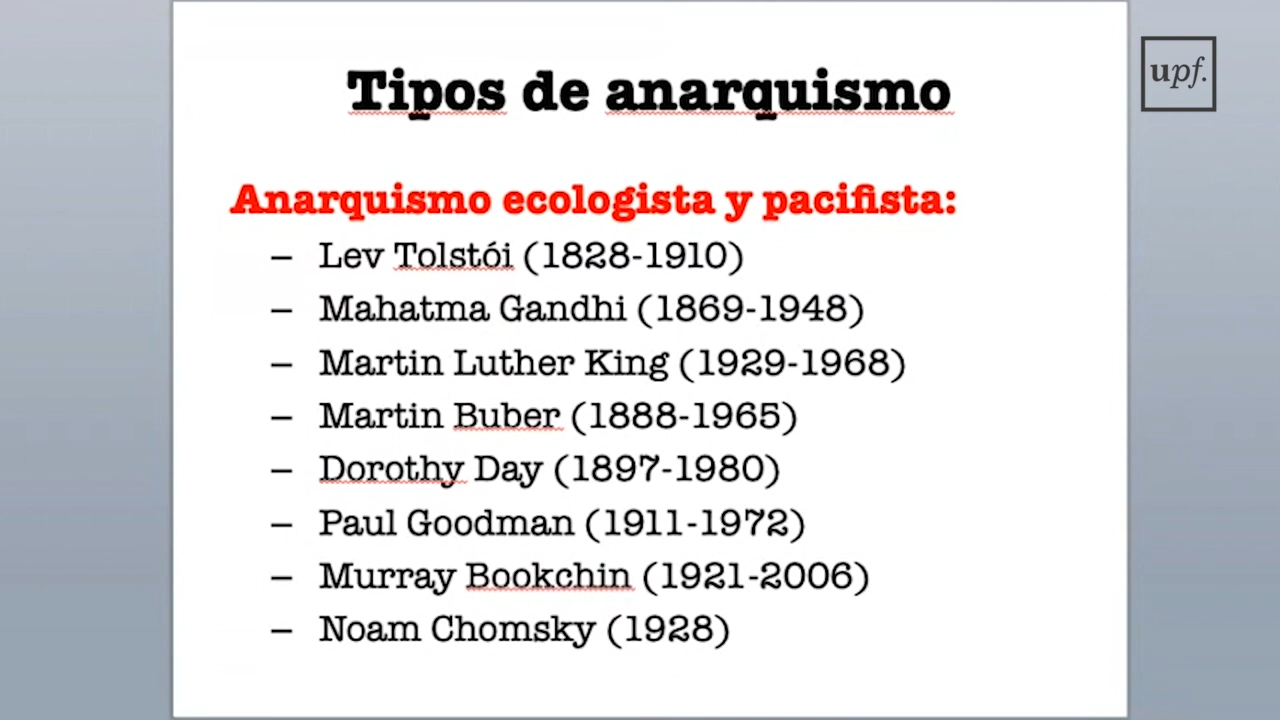 Tipos de anarquismo
upf.
Anarquismo ecologista y pacifista:
– Lev Tolstói (1828-1910)
– Mahatma Gandhi (1869-1948)
– Martin Luther King (1929-1968)
– Martin Buber (1888-1965)
– Dorothy Day (1897-1980)
– Paul Goodman (1911-1972)
– Murray Bookchin (1921-2006)
– Noam Chomsky (1928)